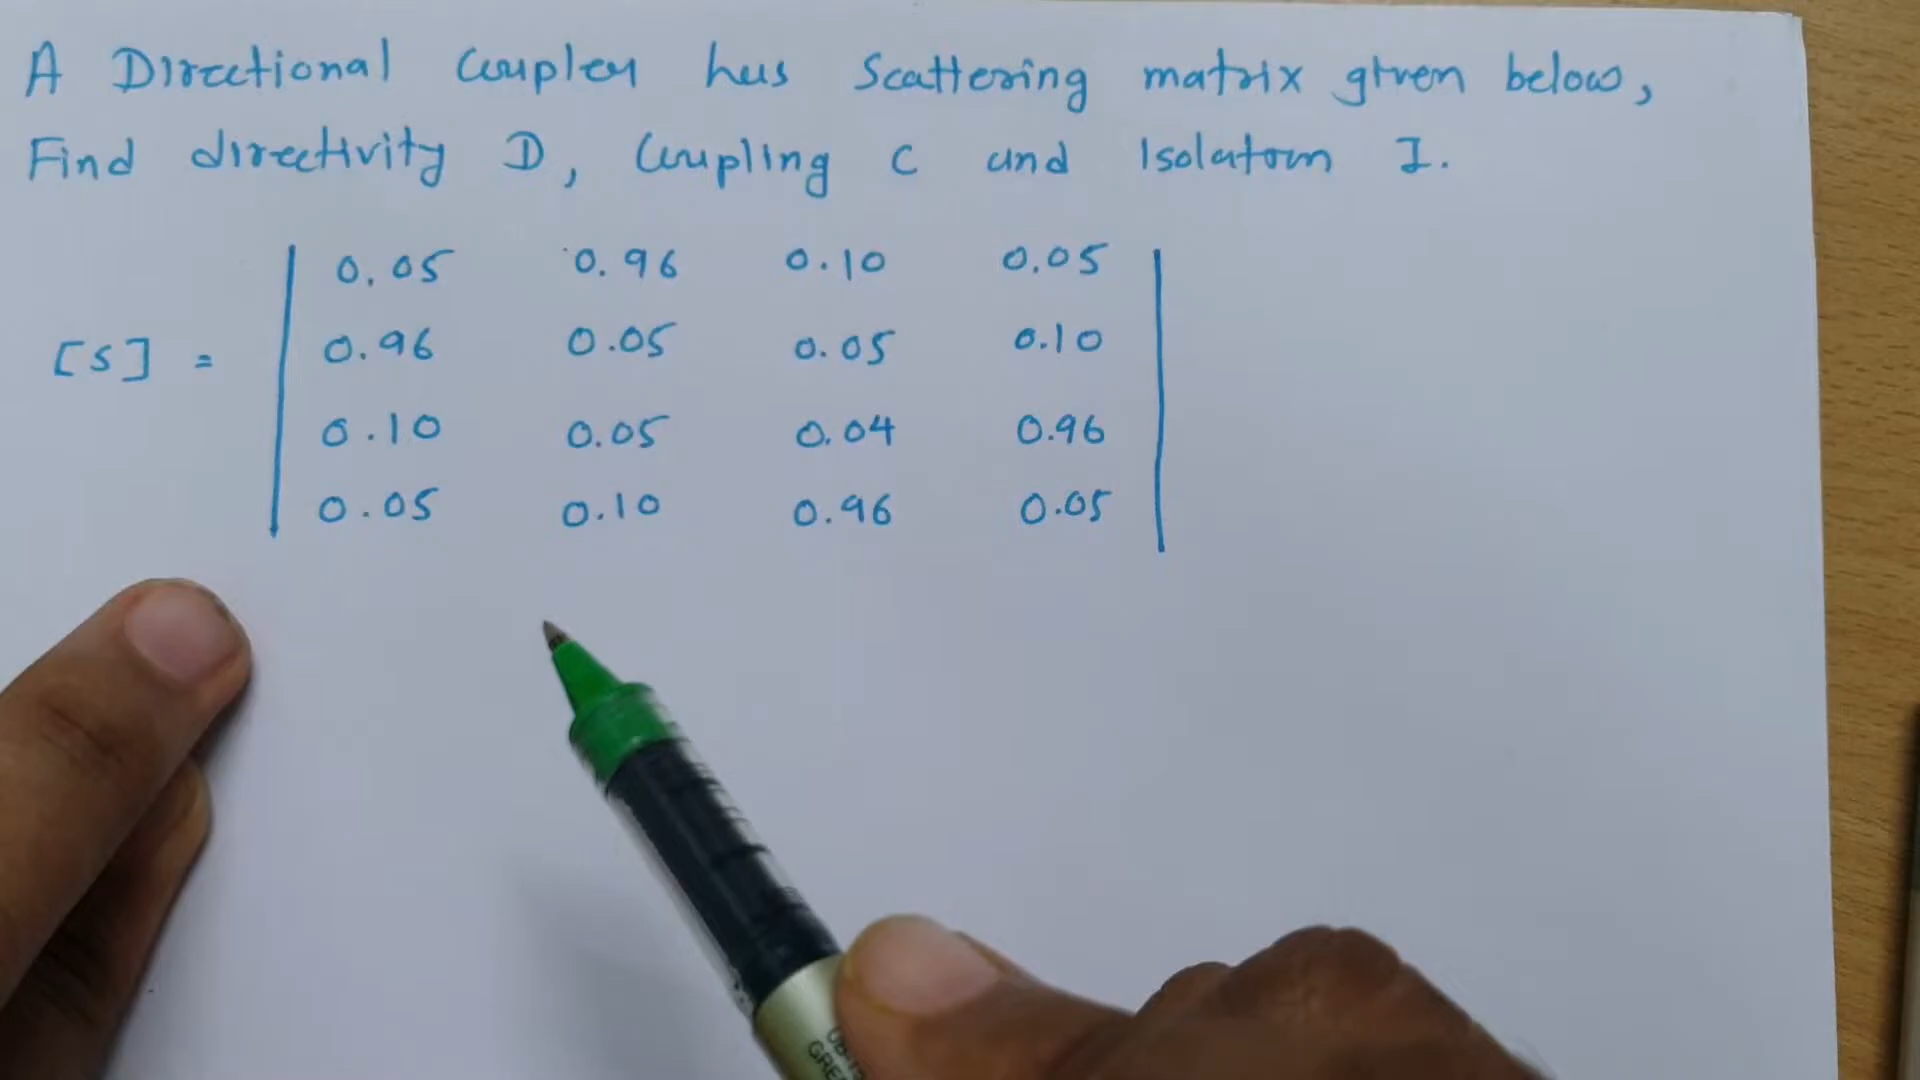 A Directional coupler has Scattering matrix given below,
Find directivity D, Coupling C and Isolation I.
0.05 0.96 0.10 0.05
0.96 0.05 0.05 0.10
[S] =
0.10 0.05 0.04 0.96
0.05 0.10 0.96 0.05